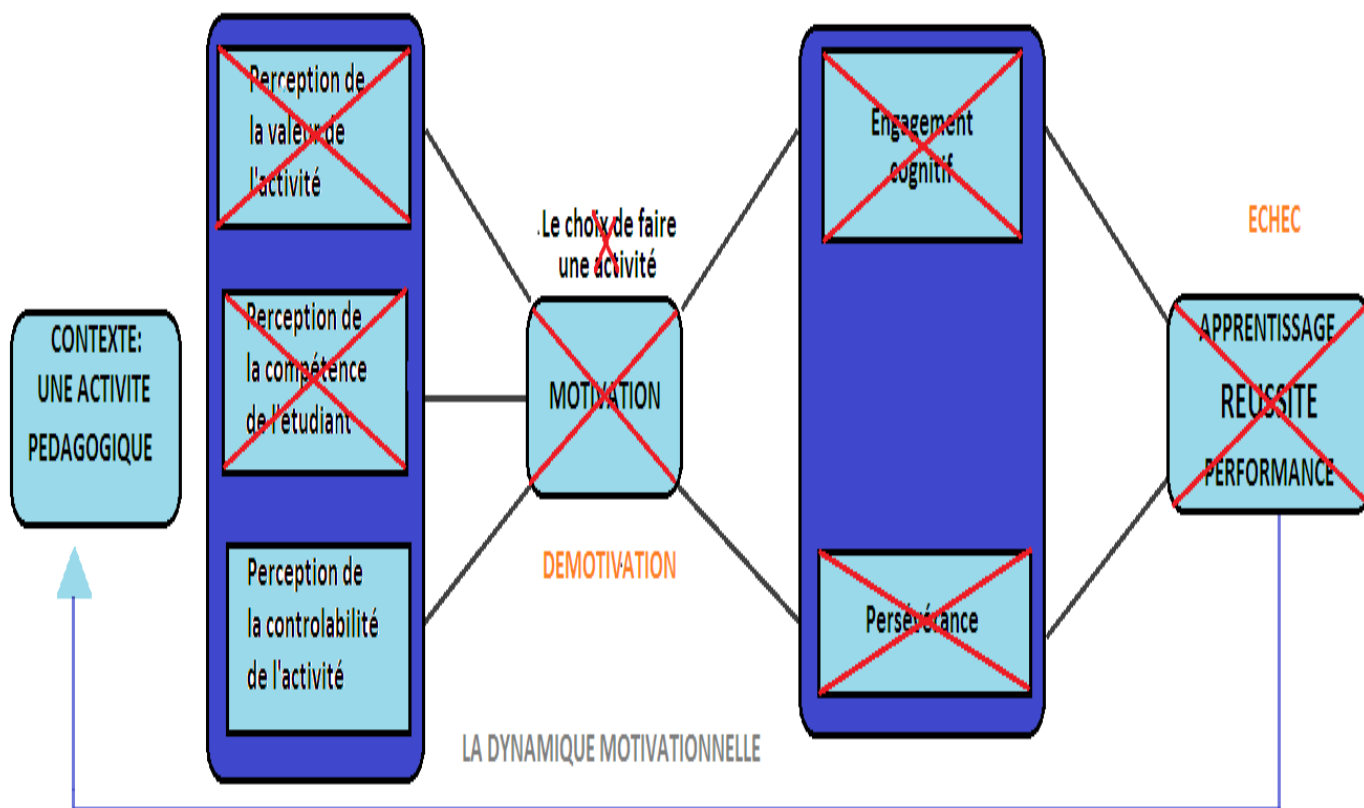 CONTEXTE:
UNE ACTIVITE
PEDAGOGIQUE
Perception de
la valeur de
l'activité
Perception de
la compétence
de l'étudiant
Perception de
la controlabilité
de l'activité
.Le choix de faire
une activité
MOTIVATION
DEMOTIVATION
Engagement
cognitif
Persévérance
ECHEC
APPRENTISSAGE
REUSSITE
PERFORMANCE
LA DYNAMIQUE MOTIVATIONNELLE